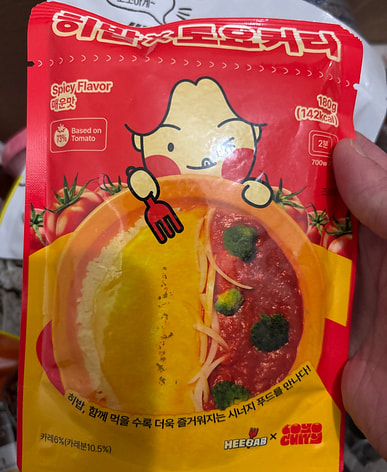 히밥 × 토요커리
Spicy Flavor
매운맛
180g
(142kcal)
Based on
Tomato
73%
2분
700w
히밥, 함께 먹을 수록 더욱 즐거워지는 시너지 푸드를 만나다!
카레6%(카레분10.5%)
HEEBAB ×